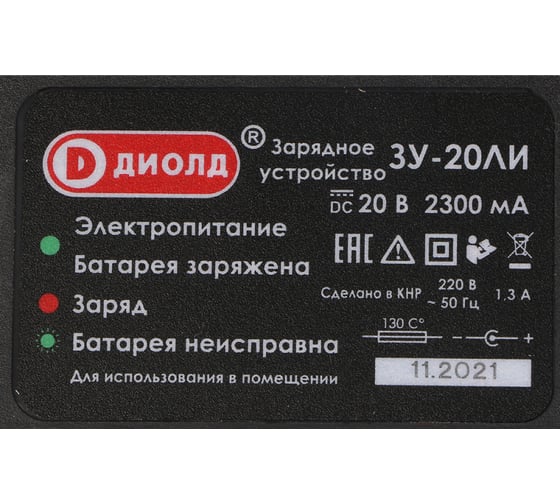 D ДИОЛД ®
Зарядное устройство ЗУ-20ЛИ
DC 20 В 2300 мА
Электропитание
Батарея заряжена
EAC
Заряд
Сделано в КНР 220 В ~ 50 Гц 1,3 А
Батарея неисправна
130 C° - C +
Для использования в помещении
11.2021